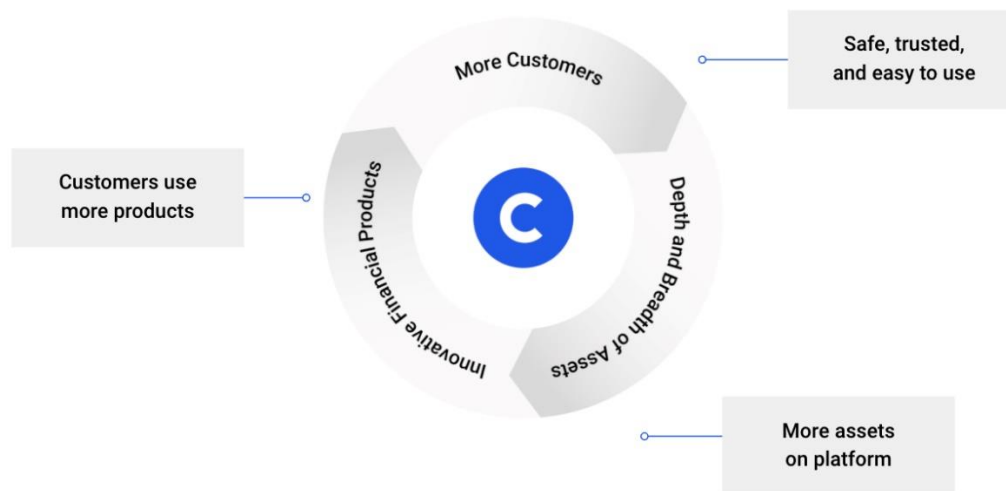 More Customers
Safe, trusted,
and easy to use
Depth and Breadth of Assets
More assets
on platform
Innovative Financial Products
Customers use
more products
C